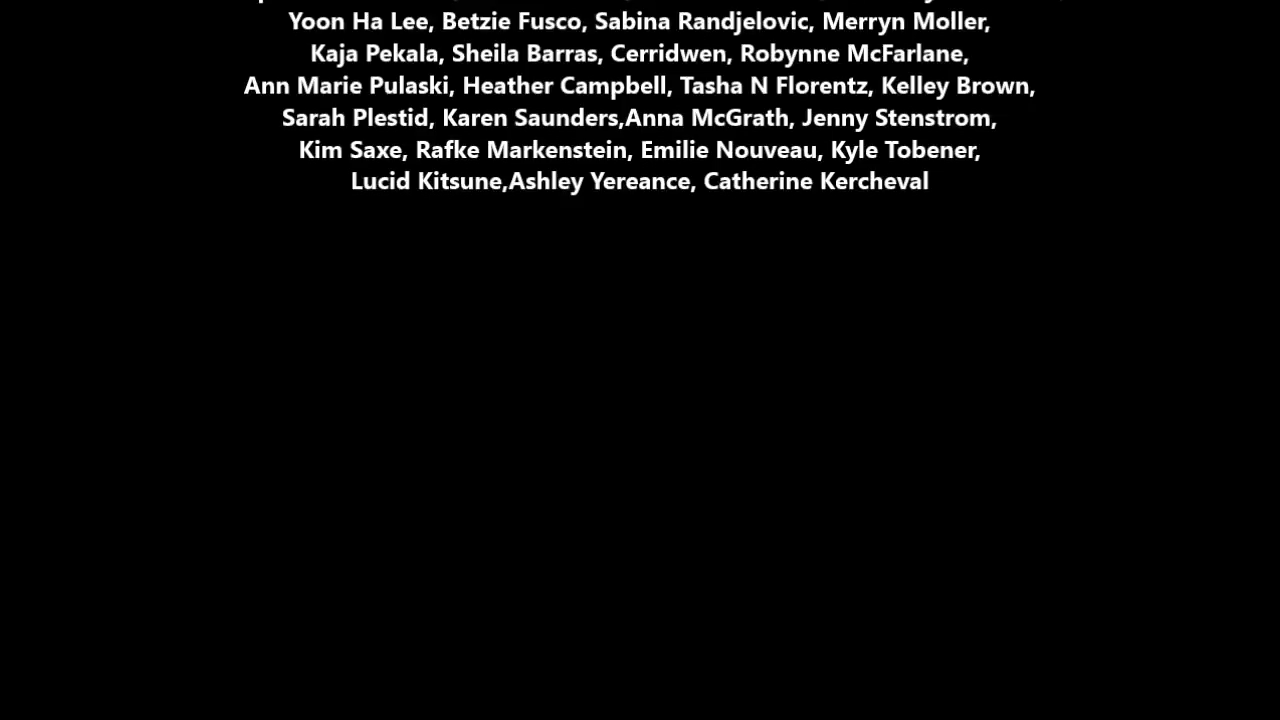 Yoon Ha Lee, Betzie Fusco, Sabina Randjelovic, Merryn Moller,
Kaja Pekala, Sheila Barras, Cerridwen, Robynne McFarlane,
Ann Marie Pulaski, Heather Campbell, Tasha N Florentz, Kelley Brown,
Sarah Plestid, Karen Saunders,Anna McGrath, Jenny Stenstrom,
Kim Saxe, Rafke Markenstein, Emilie Nouveau, Kyle Tobener,
Lucid Kitsune,Ashley Yereance, Catherine Kercheval